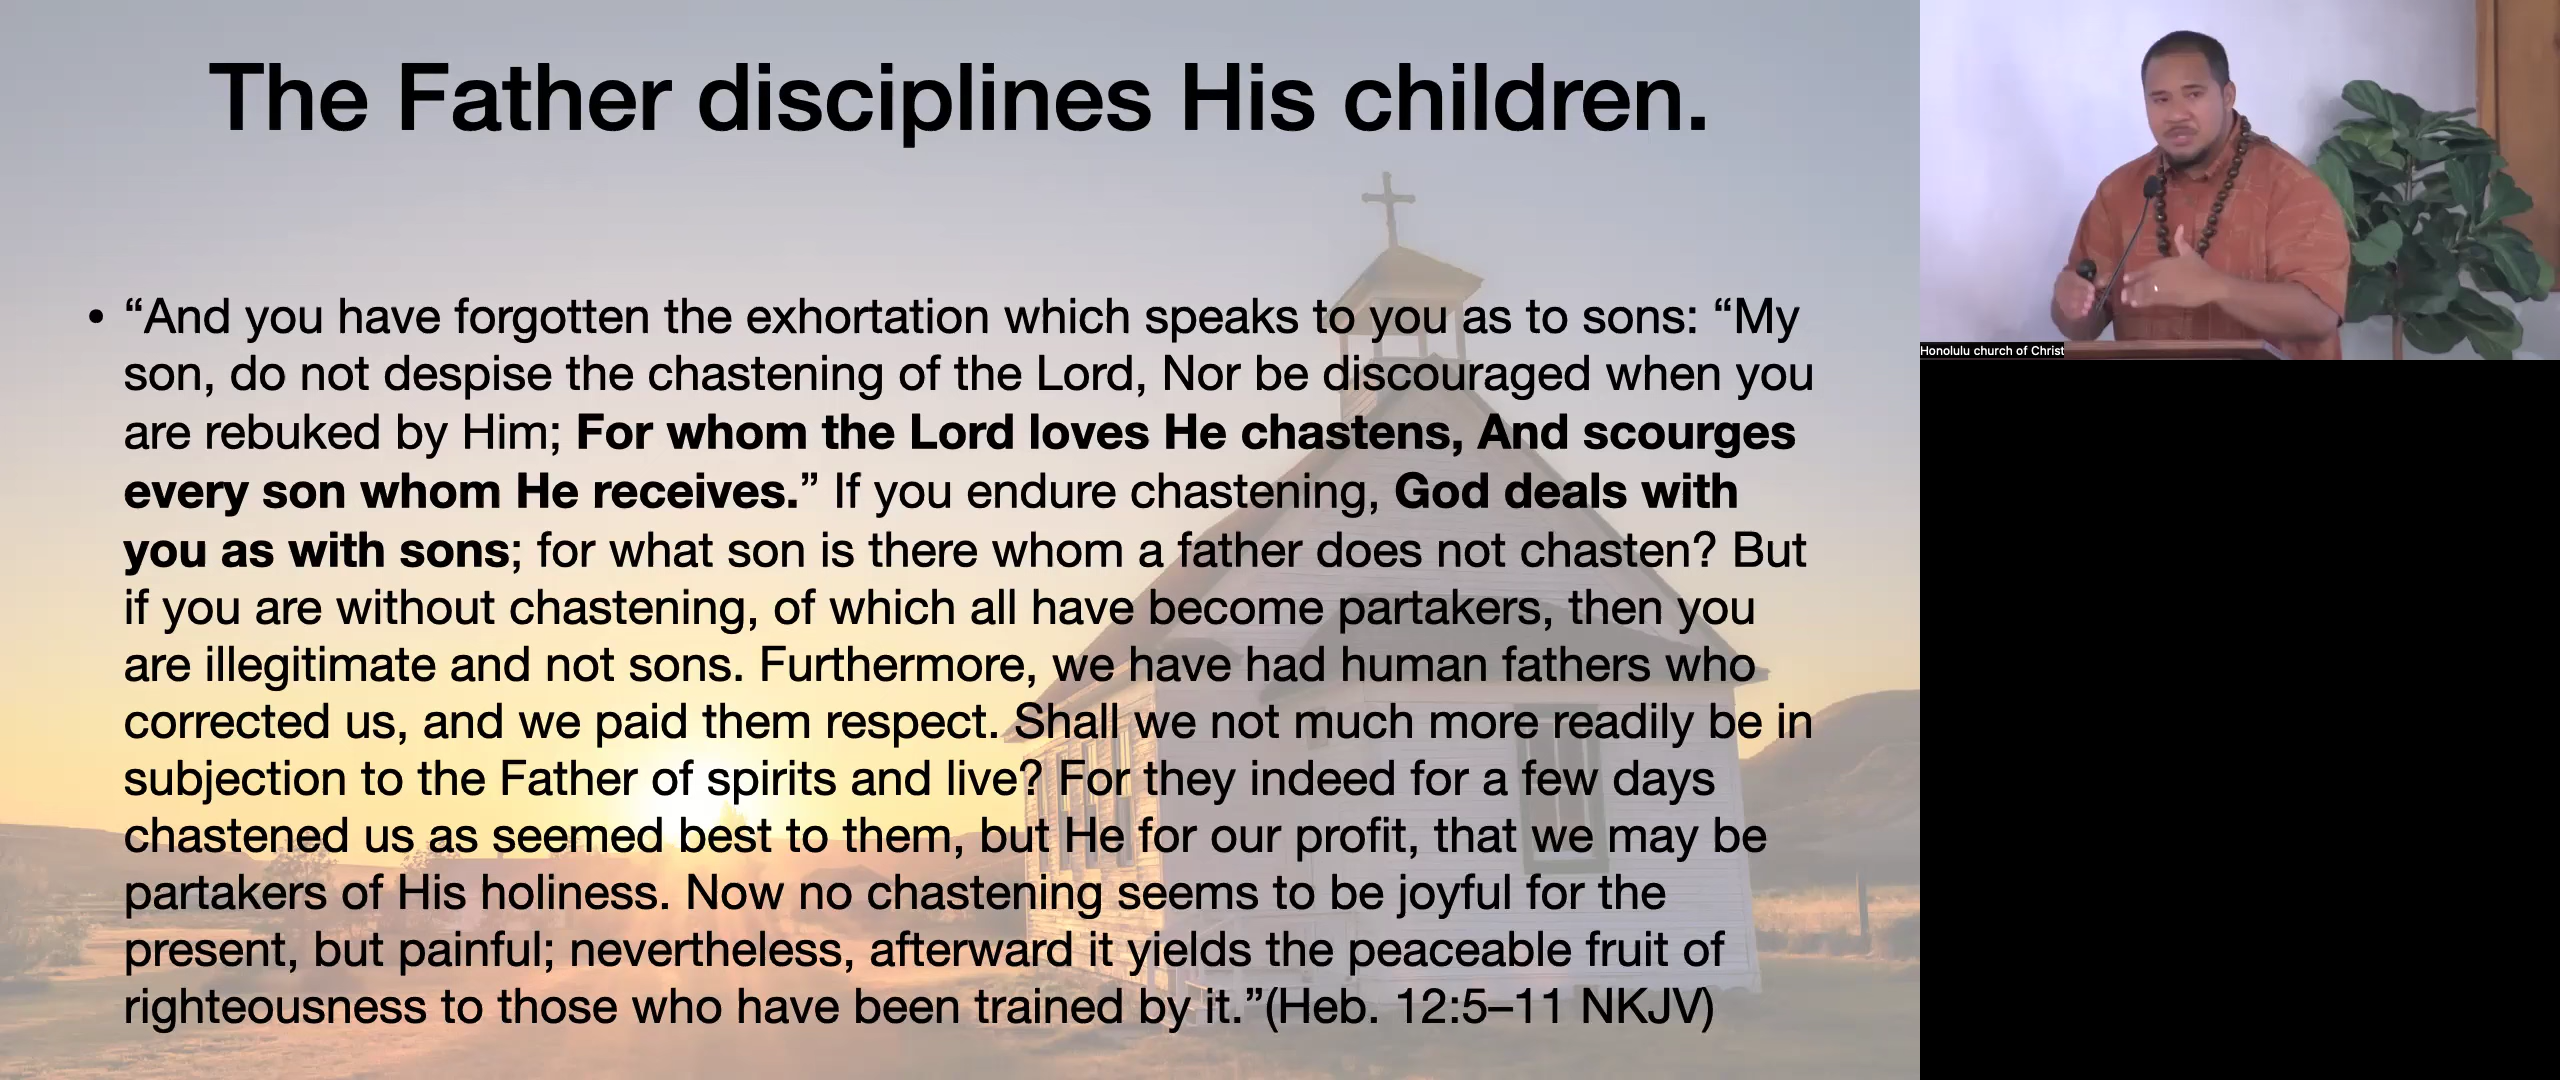 The Father disciplines His children.
• “And you have forgotten the exhortation which speaks to you as to sons: “My
son, do not despise the chastening of the Lord, Nor be discouraged when you
are rebuked by Him; For whom the Lord loves He chastens, And scourges
every son whom He receives.” If you endure chastening, God deals with
you as with sons; for what son is there whom a father does not chasten? But
if you are without chastening, of which all have become partakers, then you
are illegitimate and not sons. Furthermore, we have had human fathers who
corrected us, and we paid them respect. Shall we not much more readily be in
subjection to the Father of spirits and live? For they indeed for a few days
chastened us as seemed best to them, but He for our profit, that we may be
partakers of His holiness. Now no chastening seems to be joyful for the
present, but painful; nevertheless, afterward it yields the peaceable fruit of
righteousness to those who have been trained by it.”(Heb. 12:5–11 NKJV)
Honolulu church of Christ